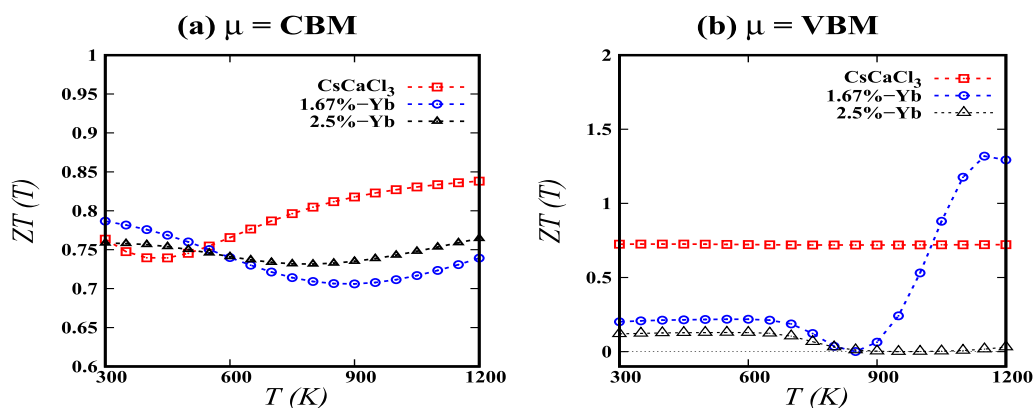 (a) μ = CBM
ZT (T)
1
0.95
0.9
0.85
0.8
0.75
0.7
0.65
0.6
CsCaCl₃
1.67%−Yb
2.5%−Yb
300 600 900 1200
T (K)
(b) μ = VBM
ZT (T)
2
1.5
1
0.5
0
CsCaCl₃
1.67%−Yb
2.5%−Yb
300 600 900 1200
T (K)